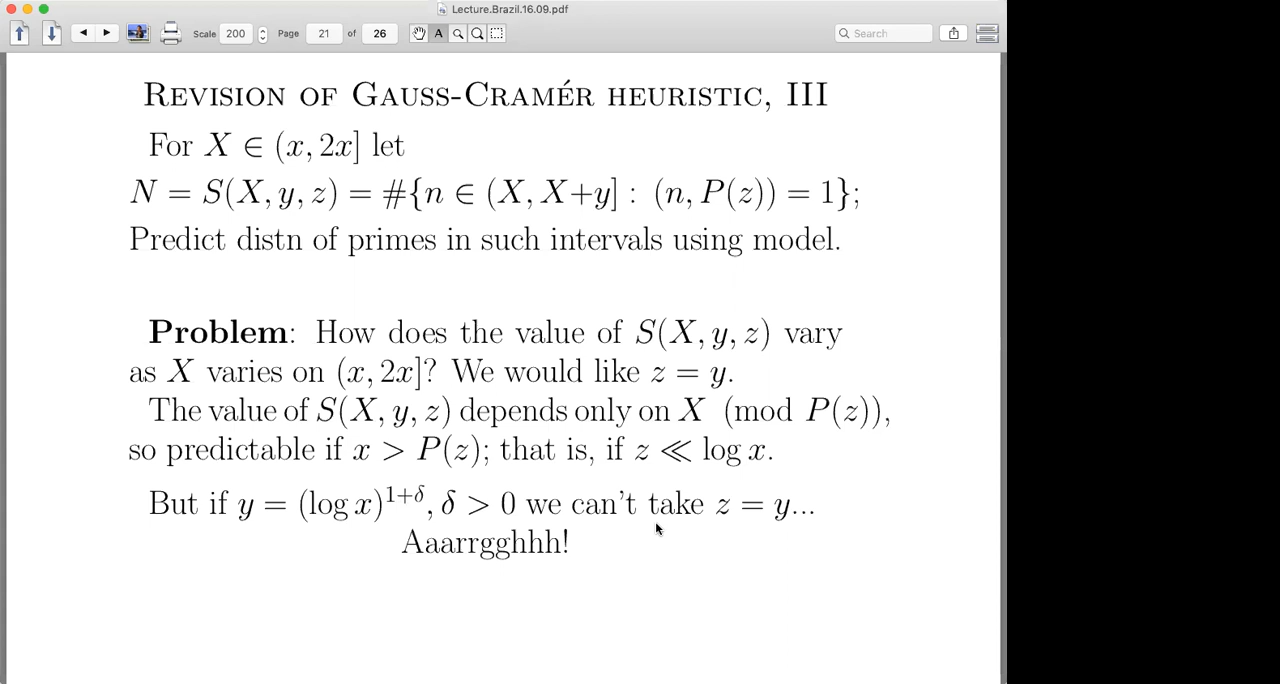 Lecture.Brazil.16.09.pdf
Scale 200 Page 21 of 26 A Search
REVISION OF GAUSS-CRAMÉR HEURISTIC, III
For X ∈ (x, 2x] let
N = S(X, y, z) = #{n ∈ (X, X+y] : (n, P(z)) = 1};
Predict distn of primes in such intervals using model.
Problem: How does the value of S(X, y, z) vary
as X varies on (x, 2x]? We would like z = y.
The value of S(X, y, z) depends only on X (mod P(z)),
so predictable if x > P(z); that is, if z ≪ log x.
But if y = (log x)^{1+δ}, δ > 0 we can't take z = y...
Aaarrgghhh!